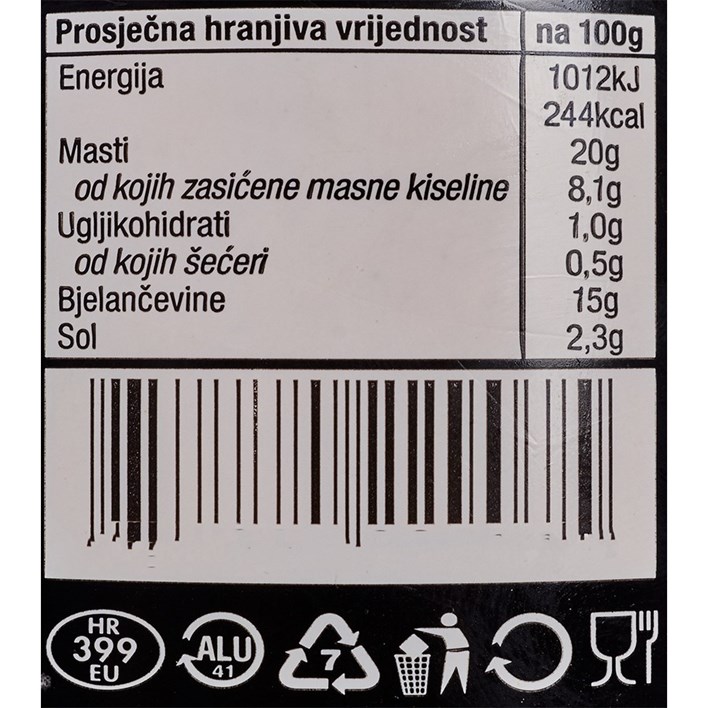 Prosječna hranjiva vrijednost na 100g
Energija 1012kJ
244kcal
Masti 20g
od kojih zasićene masne kiseline 8,1g
Ugljikohidrati 1,0g
od kojih šećeri 0,5g
Bjelančevine 15g
Sol 2,3g
HR
399
EU
ALU
41
7